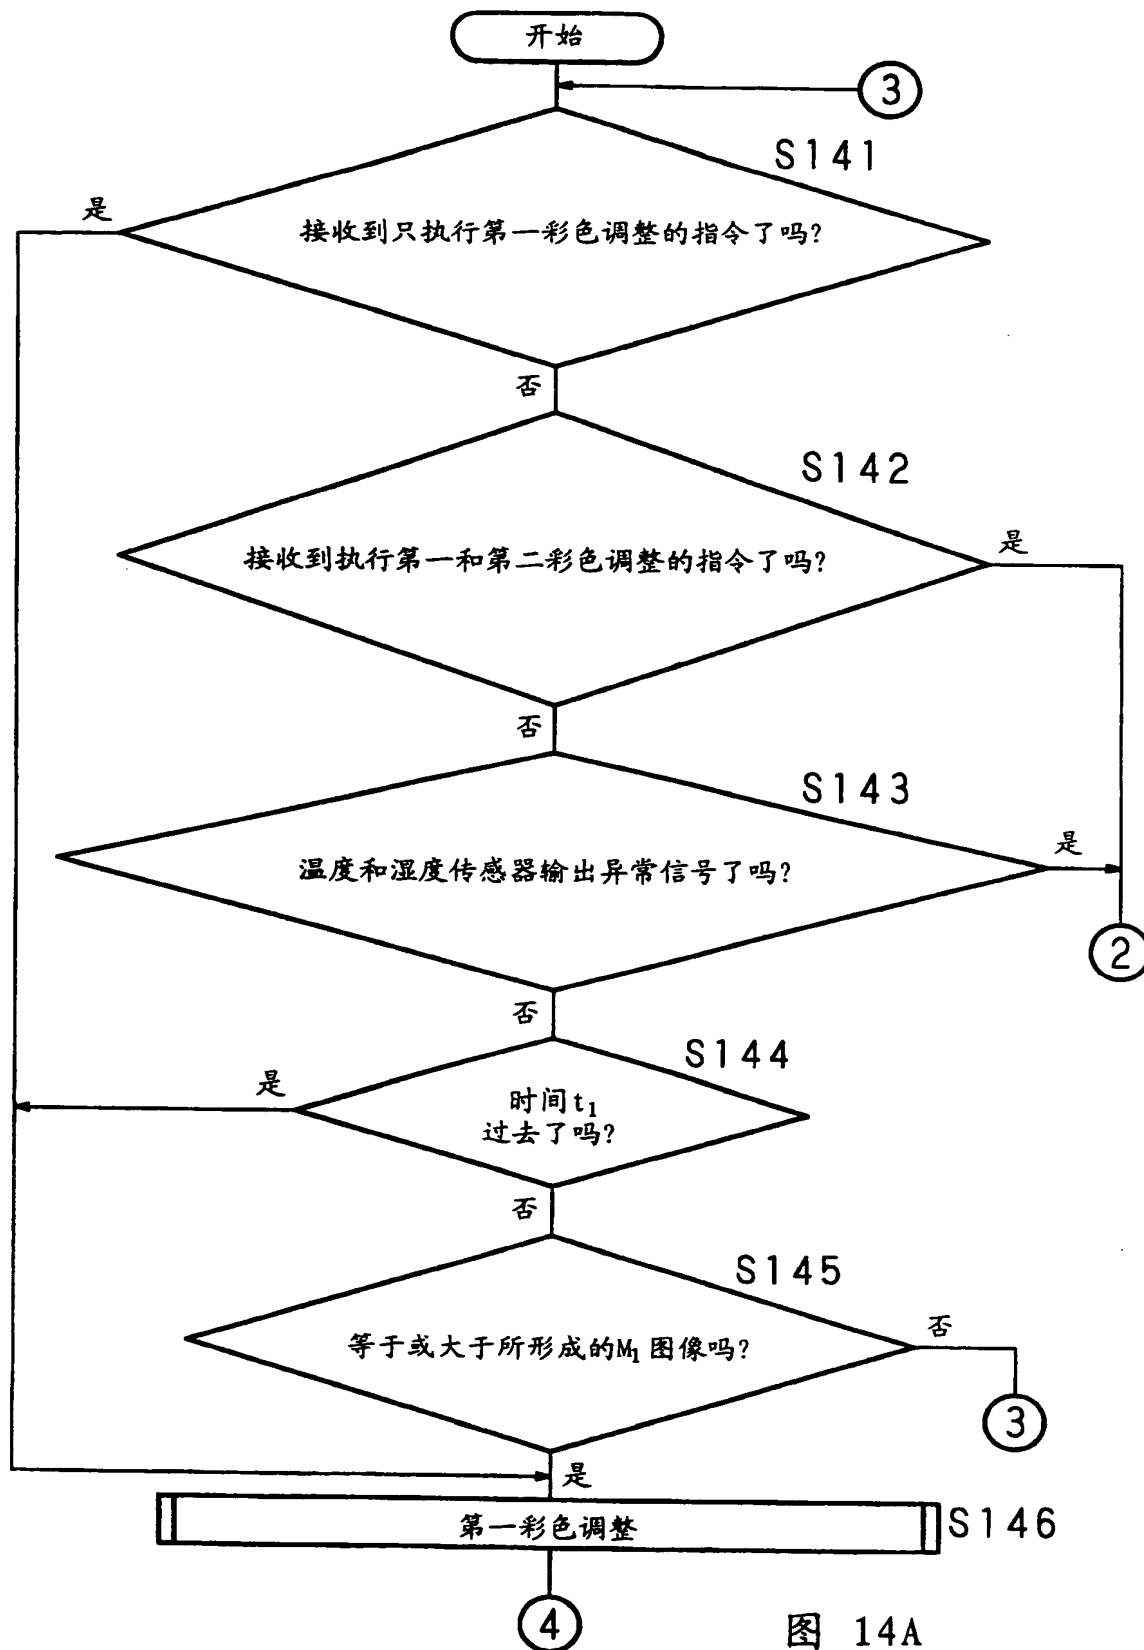 开始
3
S141
是
接收到只执行第一彩色调整的指令了吗?
否
S142
接收到执行第一和第二彩色调整的指令了吗?
是
否
S143
温度和湿度传感器输出异常信号了吗?
是
2
否
S144
是
时间t₁
过去了吗?
否
S145
等于或大于所形成的M₁图像吗?
否
3
是
第一彩色调整
S146
4
图 14A